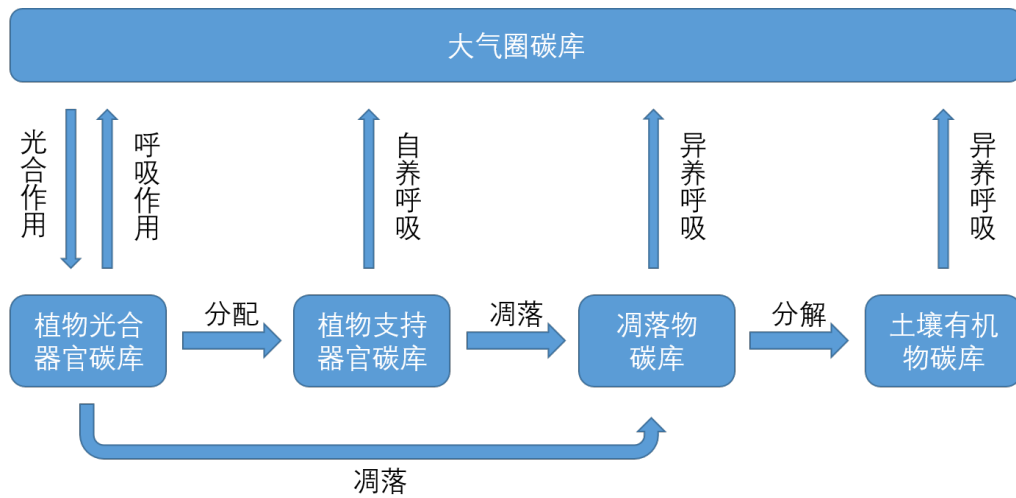 大气圈碳库
光合作用
呼吸作用
自养呼吸
异养呼吸
异养呼吸
植物光合
器官碳库
分配
植物支持
器官碳库
凋落
凋落物
碳库
分解
土壤有机
物碳库
凋落